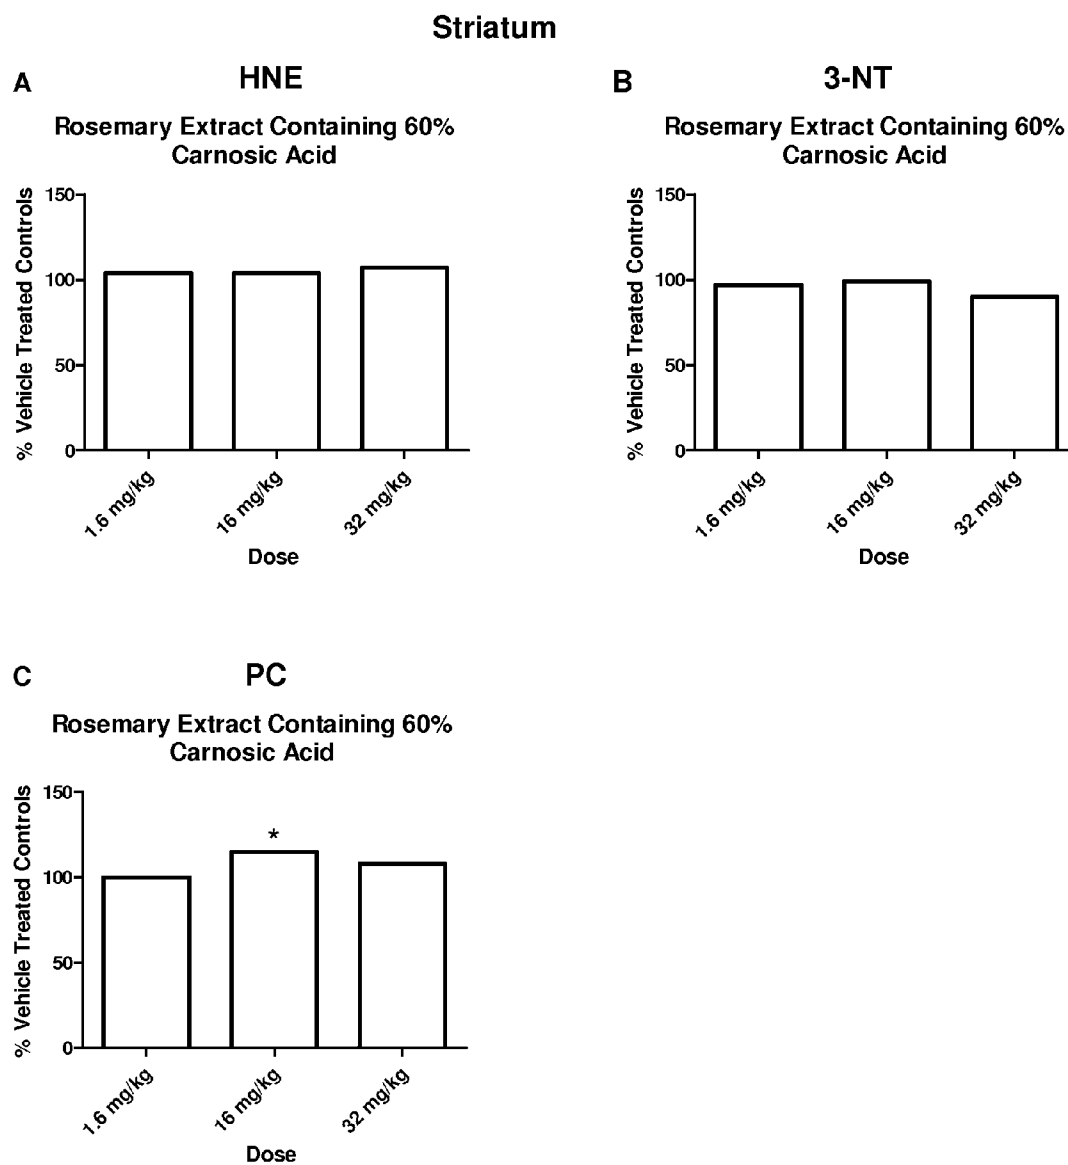 Striatum
A
HNE
Rosemary Extract Containing 60%
Carnosic Acid
% Vehicle Treated Controls
150
100
50
0
1.6 mg/kg
16 mg/kg
32 mg/kg
Dose
B
3-NT
Rosemary Extract Containing 60%
Carnosic Acid
% Vehicle Treated Controls
150
100
50
0
1.6 mg/kg
16 mg/kg
32 mg/kg
Dose
C
PC
Rosemary Extract Containing 60%
Carnosic Acid
% Vehicle Treated Controls
150
100
50
0
*
1.6 mg/kg
16 mg/kg
32 mg/kg
Dose